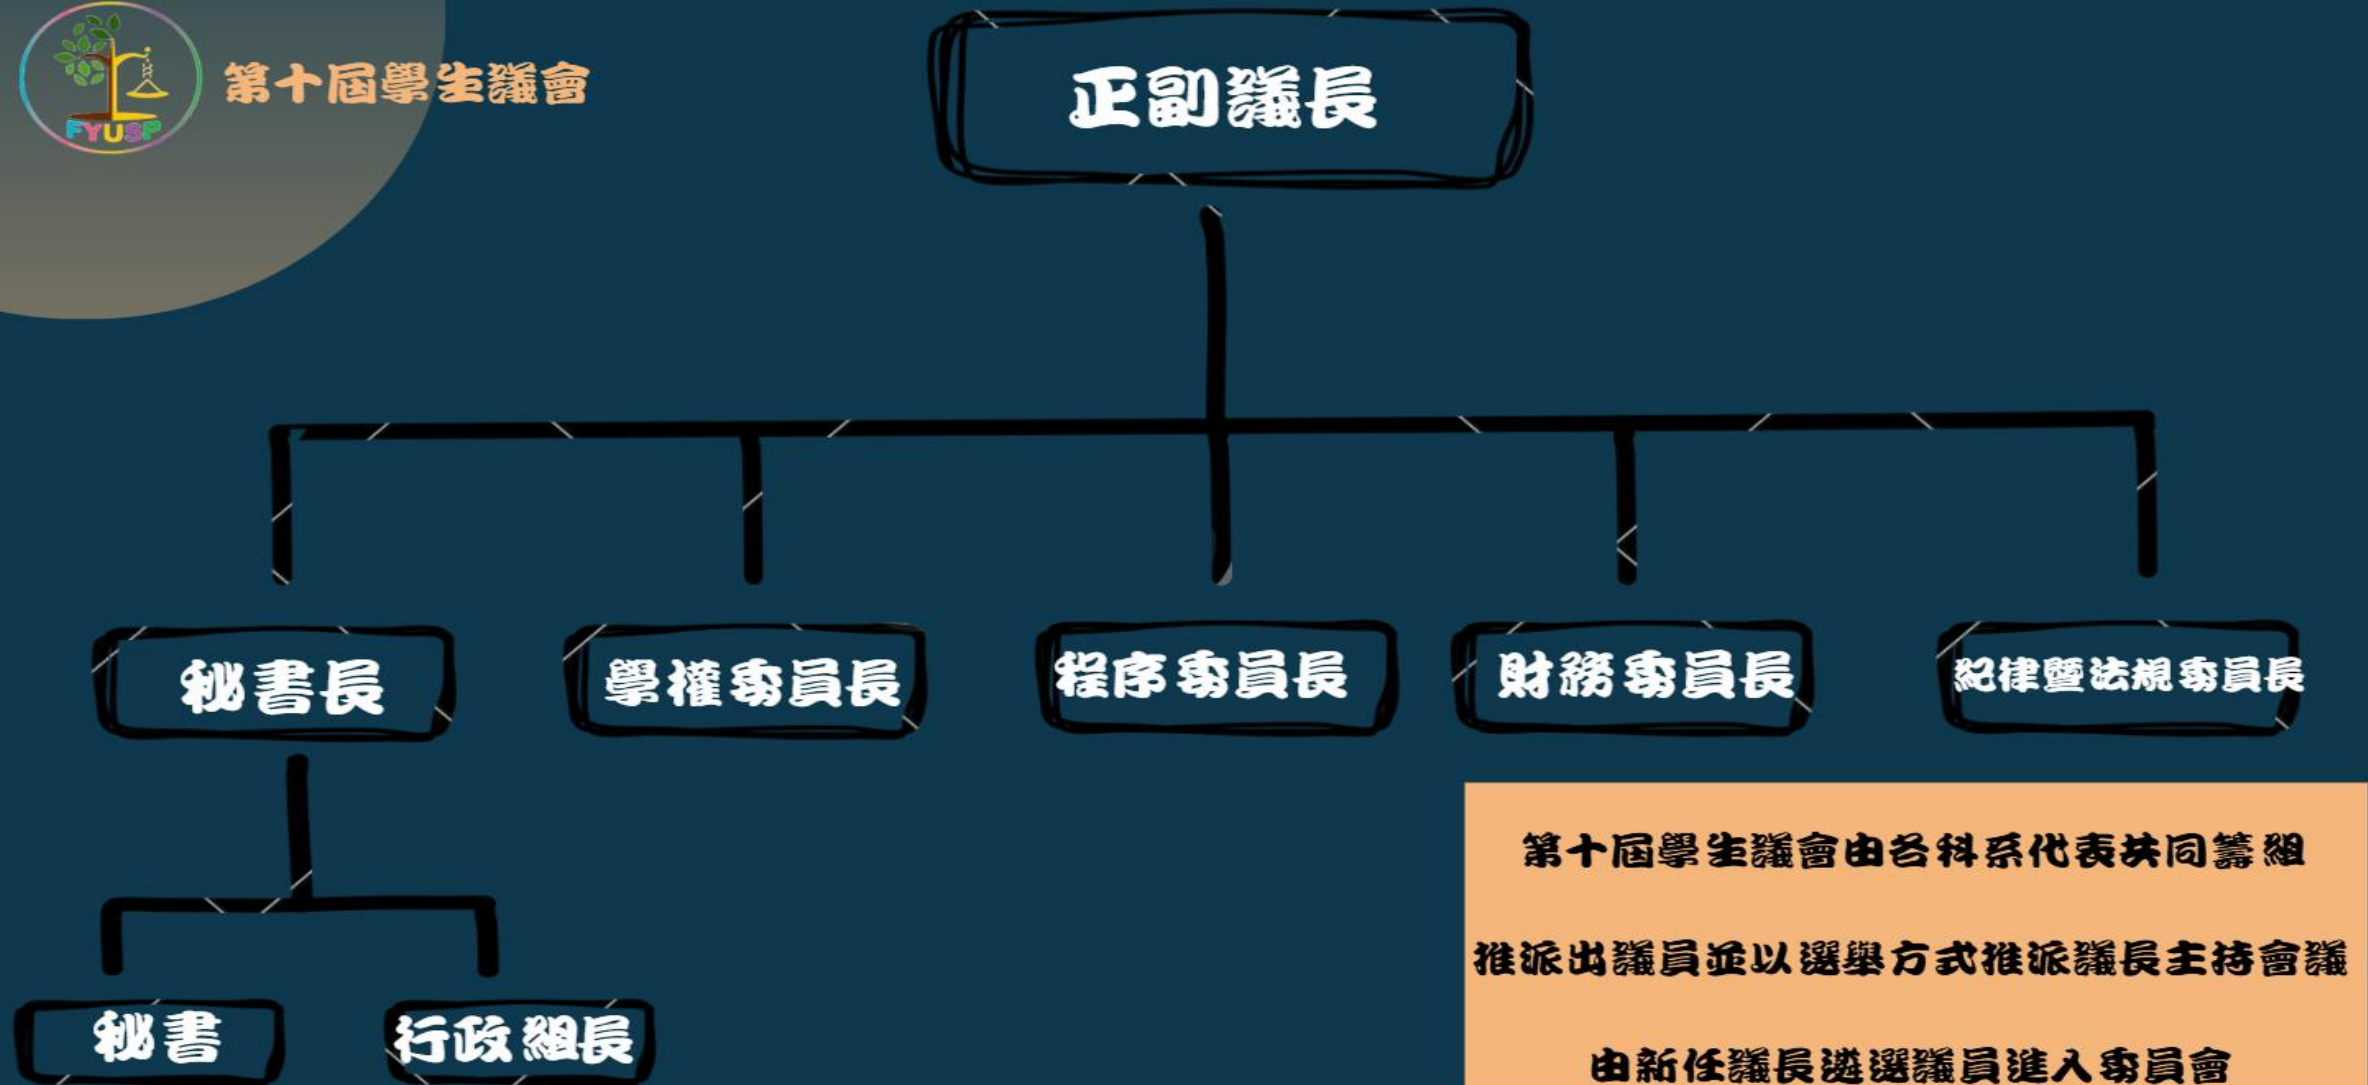 FYUSP
第十屆學生議會
正副議長
秘書長
學權委員長
程序委員長
財務委員長
紀律暨法規委員長
秘書
行政組長
第十屆學生議會由各科系代表共同籌組
推派出議員並以選舉方式推派議長主持會議
由新任議長遴選議員進入委員會